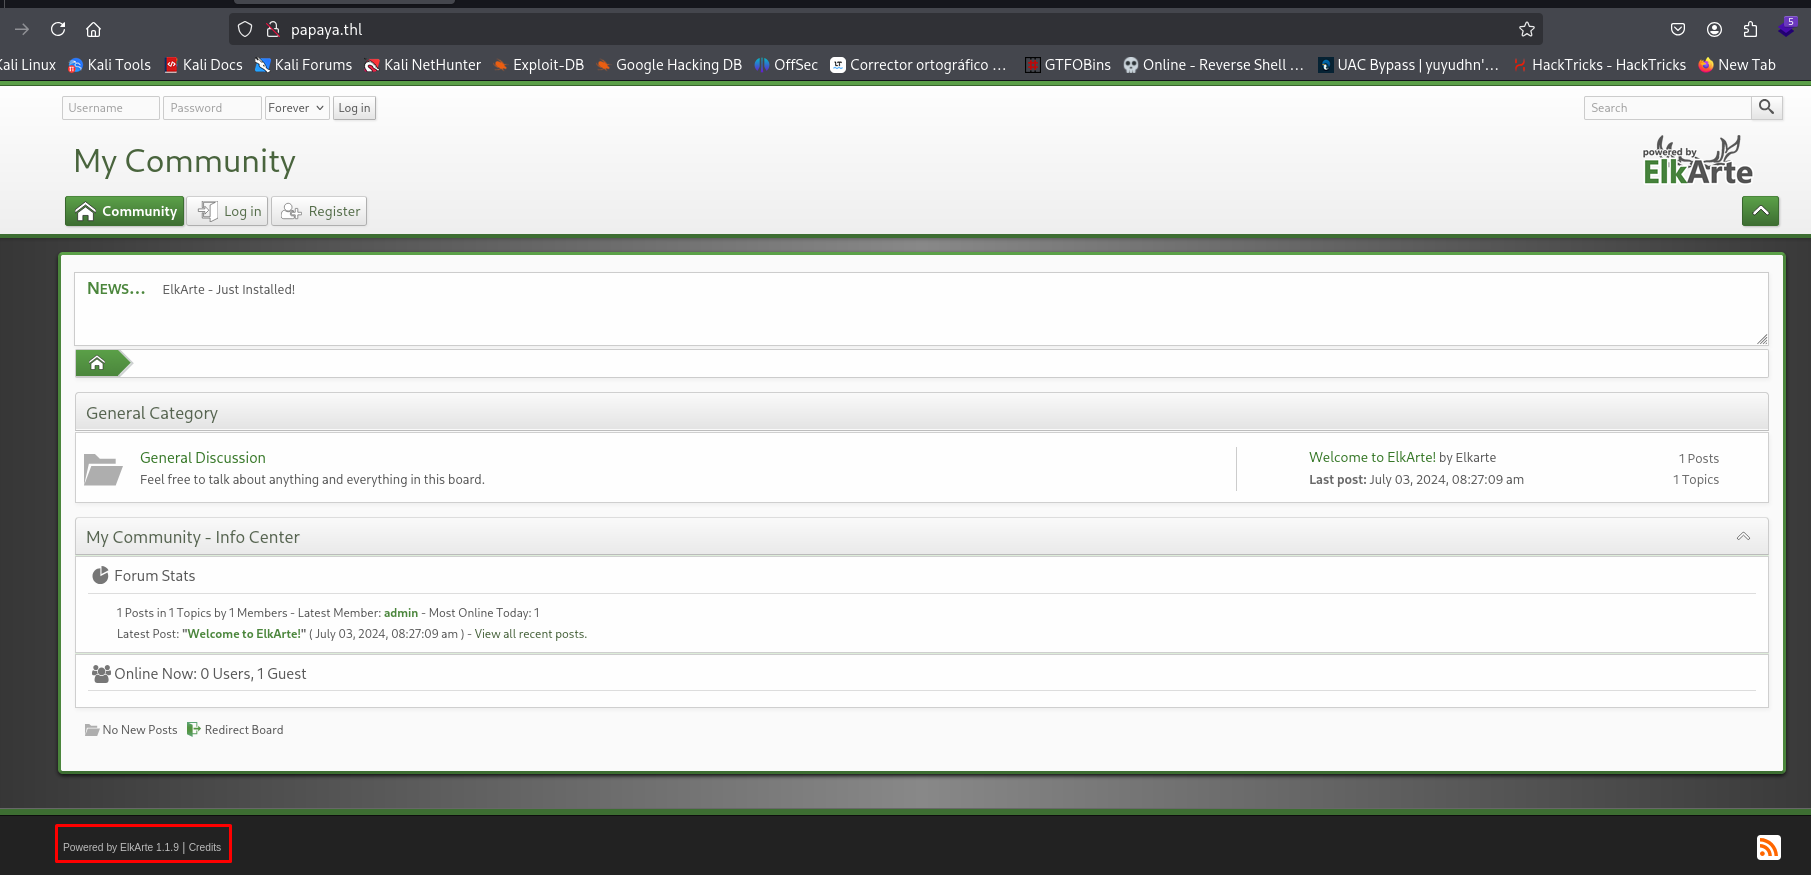 papaya.thl
5
Kali Linux Kali Tools Kali Docs Kali Forums Kali NetHunter Exploit-DB Google Hacking DB OffSec Corrector ortográfico ... GTFOBins Online - Reverse Shell ... UAC Bypass | yuyudhn'... HackTricks - HackTricks New Tab
Username Password Forever Log in Search
My Community
powered by
ElkArte
Community Log in Register
News... ElkArte - Just Installed!
General Category
General Discussion
Feel free to talk about anything and everything in this board.
Welcome to ElkArte! by Elkarte
Last post: July 03, 2024, 08:27:09 am
1 Posts
1 Topics
My Community - Info Center
Forum Stats
1 Posts in 1 Topics by 1 Members - Latest Member: admin - Most Online Today: 1
Latest Post: "Welcome to ElkArte!" ( July 03, 2024, 08:27:09 am ) - View all recent posts.
Online Now: 0 Users, 1 Guest
No New Posts Redirect Board
Powered by ElkArte 1.1.9 | Credits